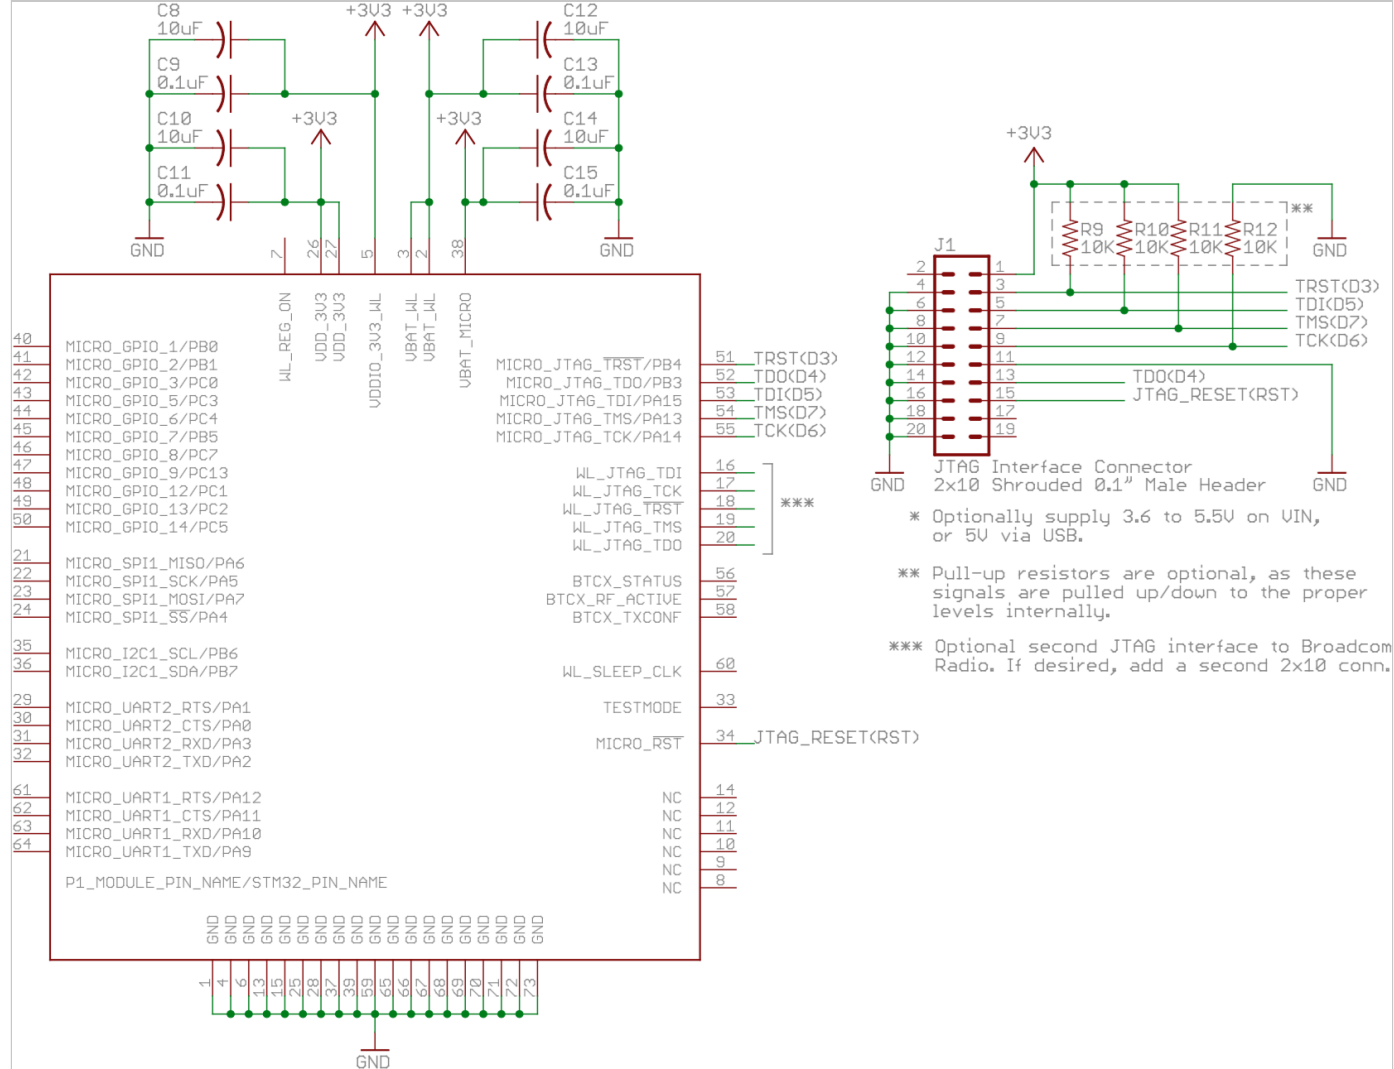 C8
10uF
C9
0.1uF
C10
10uF
C11
0.1uF
+3V3
+3V3
+3V3
+3V3
C12
10uF
C13
0.1uF
C14
10uF
C15
0.1uF
GND
GND
7
26
27
5
3
2
38
WL_REG_ON
VDD_3V3
VDD_3V3
VDDIO_3V3_WL
VBAT_WL
VBAT_WL
VBAT_MICRO
40 MICRO_GPIO_1/PB0
41 MICRO_GPIO_2/PB1
42 MICRO_GPIO_3/PC0
43 MICRO_GPIO_5/PC3
44 MICRO_GPIO_6/PC4
45 MICRO_GPIO_7/PB5
46 MICRO_GPIO_8/PC7
47 MICRO_GPIO_9/PC13
48 MICRO_GPIO_12/PC1
49 MICRO_GPIO_13/PC2
50 MICRO_GPIO_14/PC5
21 MICRO_SPI1_MISO/PA6
22 MICRO_SPI1_SCK/PA5
23 MICRO_SPI1_MOSI/PA7
24 MICRO_SPI1_SS/PA4
35 MICRO_I2C1_SCL/PB6
36 MICRO_I2C1_SDA/PB7
29 MICRO_UART2_RTS/PA1
30 MICRO_UART2_CTS/PA0
31 MICRO_UART2_RXD/PA3
32 MICRO_UART2_TXD/PA2
61 MICRO_UART1_RTS/PA12
62 MICRO_UART1_CTS/PA11
63 MICRO_UART1_RXD/PA10
64 MICRO_UART1_TXD/PA9
P1_MODULE_PIN_NAME/STM32_PIN_NAME
MICRO_JTAG_TRST/PB4 51 TRST(D3)
MICRO_JTAG_TDO/PB3 52 TDO(D4)
MICRO_JTAG_TDI/PA15 53 TDI(D5)
MICRO_JTAG_TMS/PA13 54 TMS(D7)
MICRO_JTAG_TCK/PA14 55 TCK(D6)
WL_JTAG_TDI 16
WL_JTAG_TCK 17
WL_JTAG_TRST 18
WL_JTAG_TMS 19
WL_JTAG_TDO 20
***
BTCX_STATUS 56
BTCX_RF_ACTIVE 57
BTCX_TXCONF 58
WL_SLEEP_CLK 60
TESTMODE 33
MICRO_RST 34 JTAG_RESET(RST)
NC 14
NC 12
NC 11
NC 10
NC 9
NC 8
GND GND GND GND GND GND GND GND GND GND GND GND GND GND GND GND GND GND GND
1 4 6 13 15 25 28 37 39 59 65 66 67 68 69 70 71 72 73
GND
+3V3
**
R9
10K
R10
10K
R11
10K
R12
10K
GND
J1
2 1
4 3 TRST(D3)
6 5 TDI(D5)
8 7 TMS(D7)
10 9 TCK(D6)
12 11
14 13 TDO(D4)
16 15 JTAG_RESET(RST)
18 17
20 19
GND
GND
JTAG Interface Connector
2x10 Shrouded 0.1" Male Header
* Optionally supply 3.6 to 5.5V on VIN,
or 5V via USB.
** Pull-up resistors are optional, as these
signals are pulled up/down to the proper
levels internally.
*** Optional second JTAG interface to Broadcom
Radio. If desired, add a second 2x10 conn.